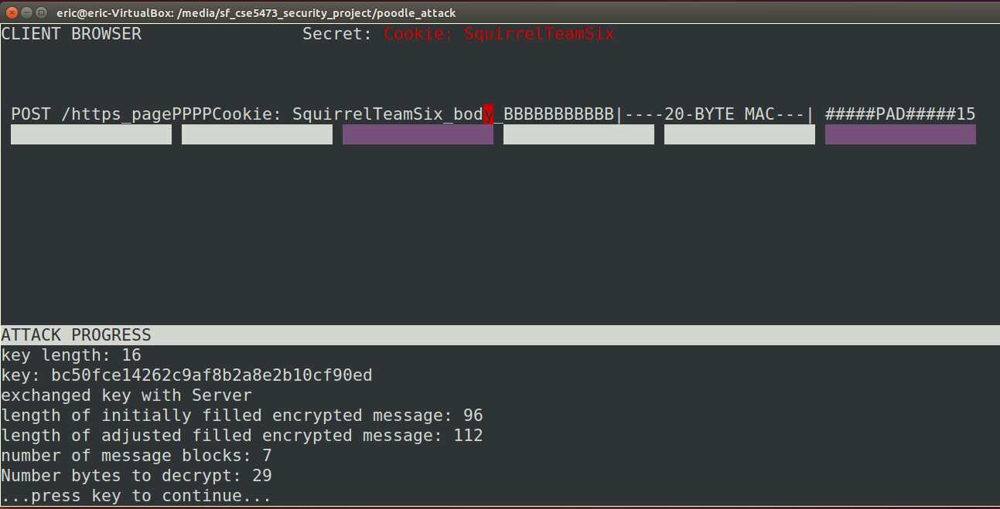 eric@eric-VirtualBox: /media/sf_cse5473_security_project/poodle_attack
CLIENT BROWSER Secret: Cookie: SquirrelTeamSix
POST /https_pagePPPPCookie: SquirrelTeamSix_body_BBBBBBBBBBB|----20-BYTE MAC---| #####PAD#####15
ATTACK PROGRESS
key length: 16
key: bc50fce14262c9af8b2a8e2b10cf90ed
exchanged key with Server
length of initially filled encrypted message: 96
length of adjusted filled encrypted message: 112
number of message blocks: 7
Number bytes to decrypt: 29
...press key to continue...